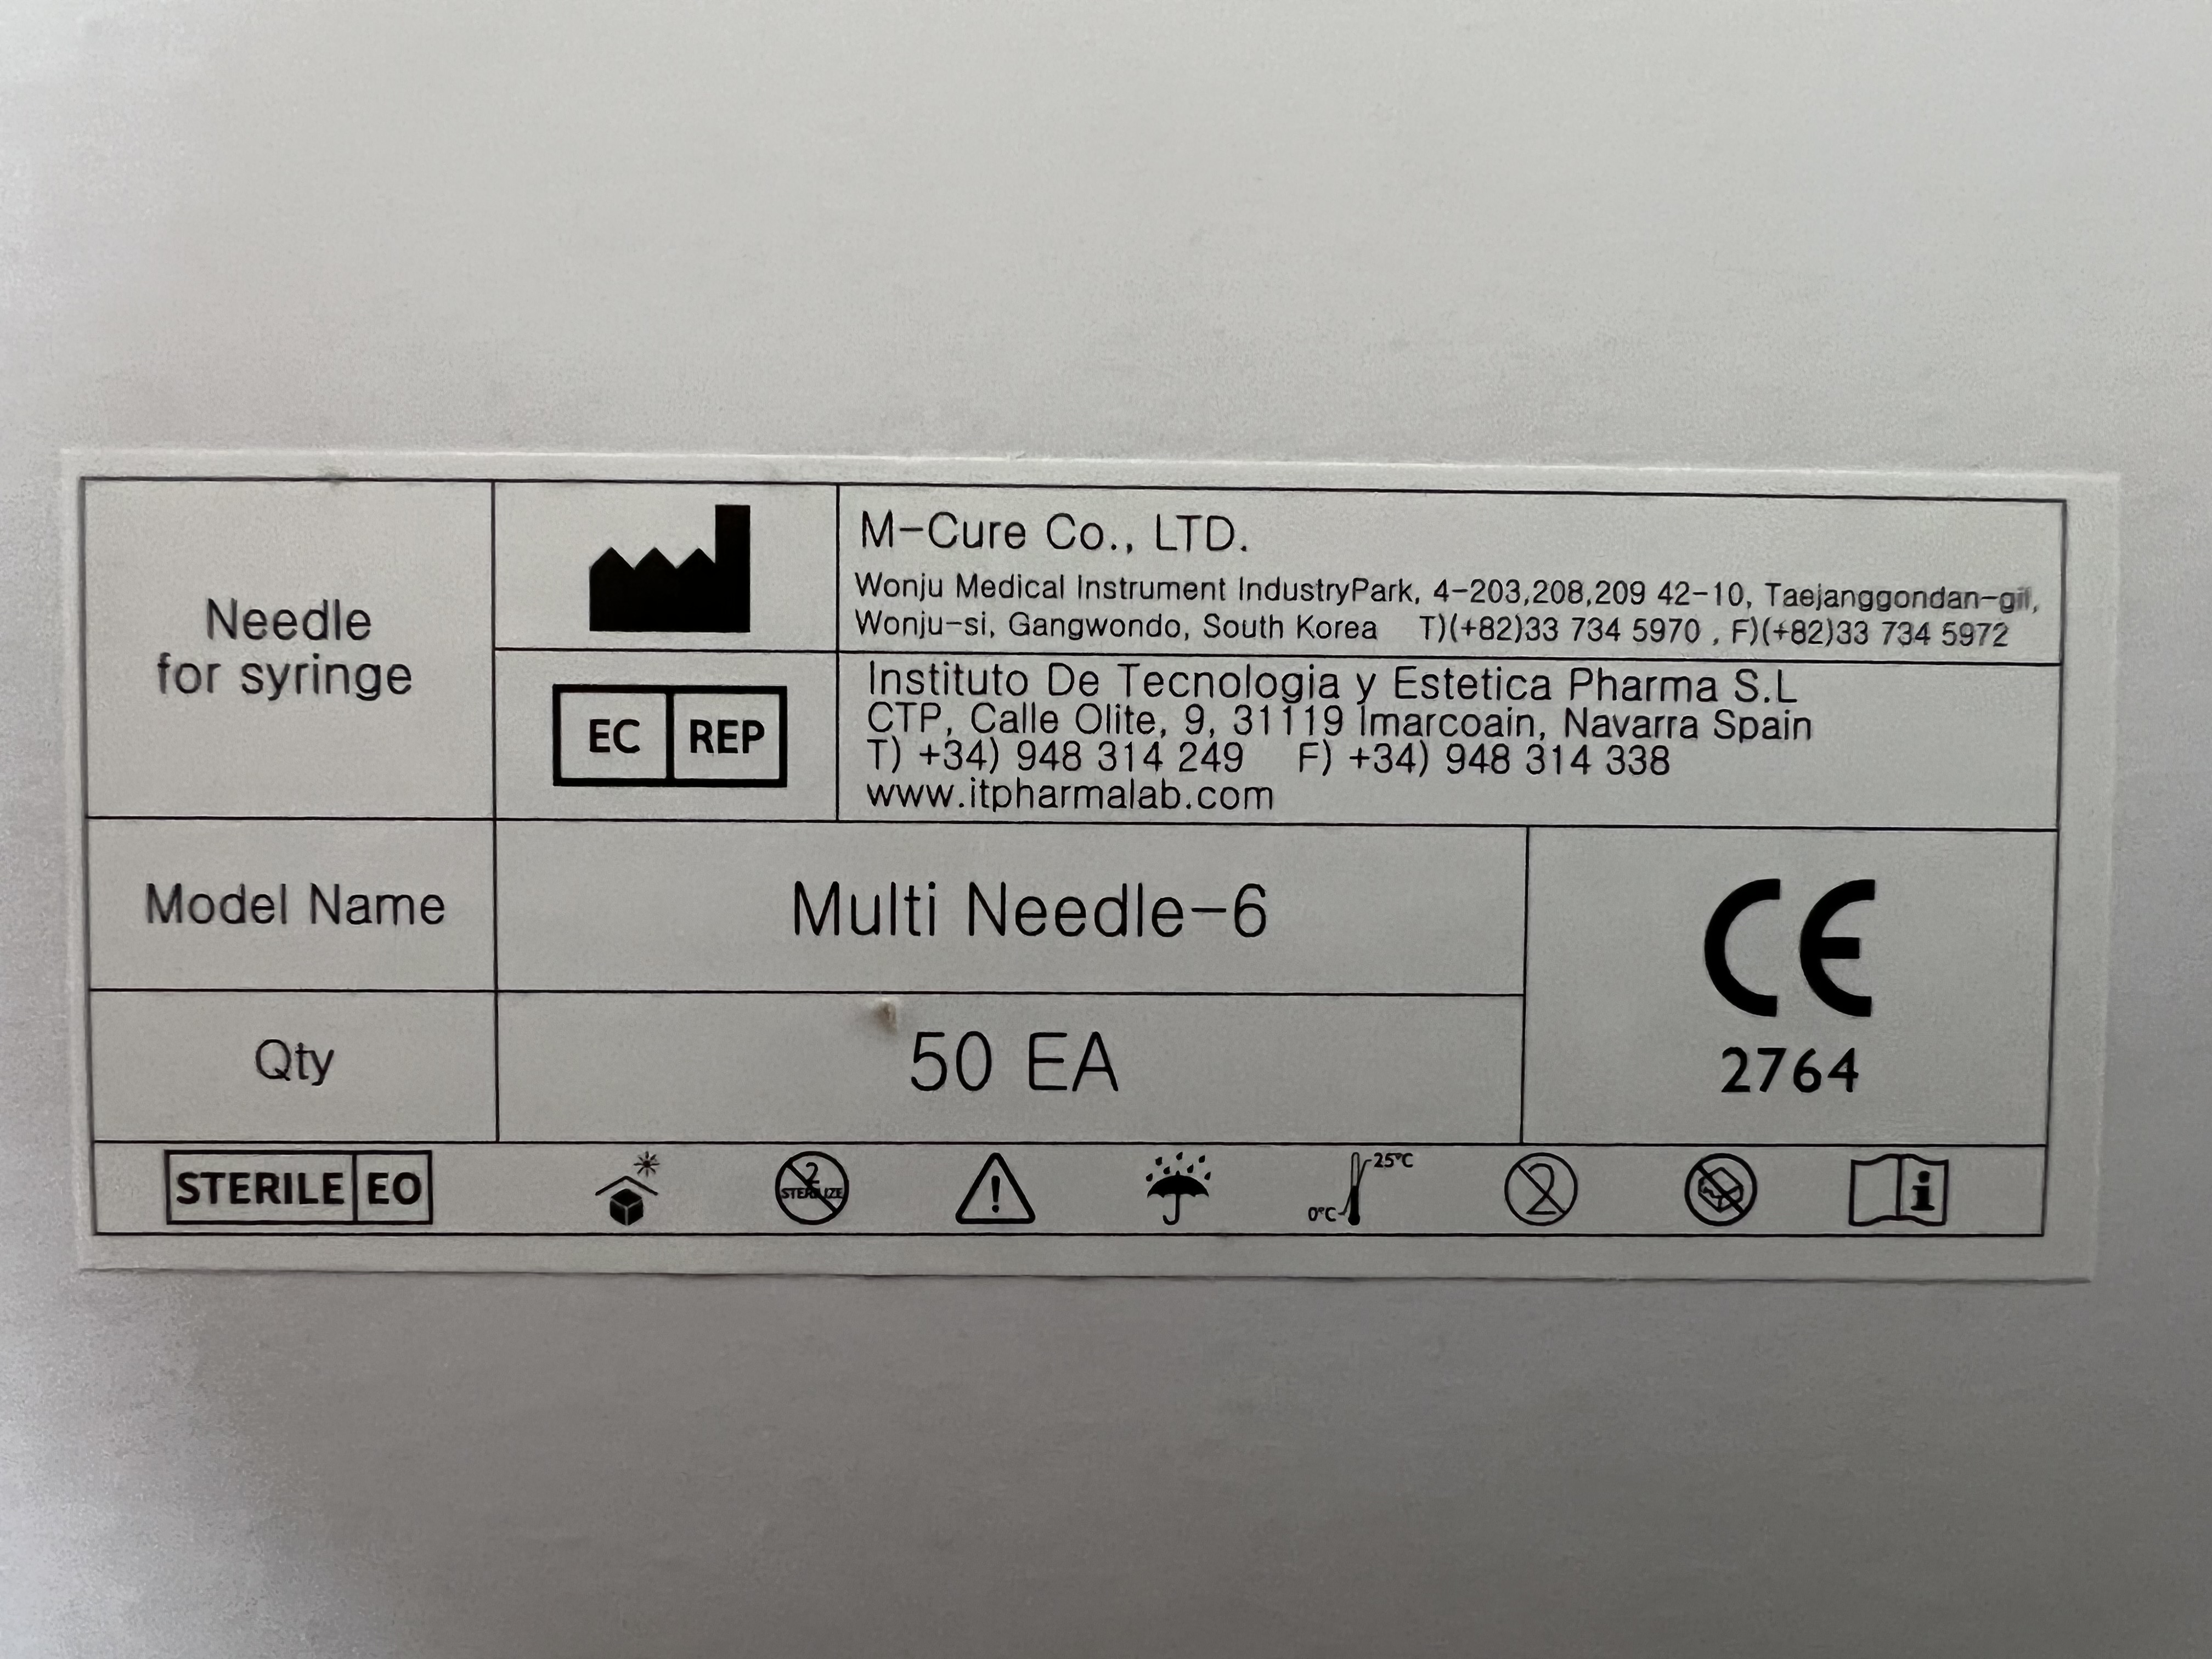 Needle
for syringe
M-Cure Co., LTD.
Wonju Medical Instrument IndustryPark, 4-203,208,209 42-10, Taejanggondan-gil,
Wonju-si, Gangwondo, South Korea T)(+82)33 734 5970 , F)(+82)33 734 5972
EC REP
Instituto De Tecnologia y Estetica Pharma S.L
CTP, Calle Olite, 9, 31119 Imarcoain, Navarra Spain
T) +34) 948 314 249 F) +34) 948 314 338
www.itpharmalab.com
Model Name
Multi Needle-6
CE
2764
Qty
50 EA
STERILE EO
2
STERILIZE
0°C
25°C
2
i